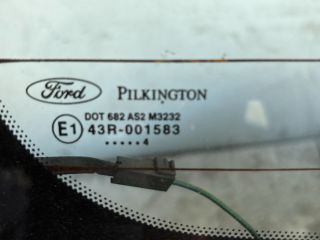 Ford PILKINGTON
DOT 682 AS2 M3232
E1 43R-001583
•••••4